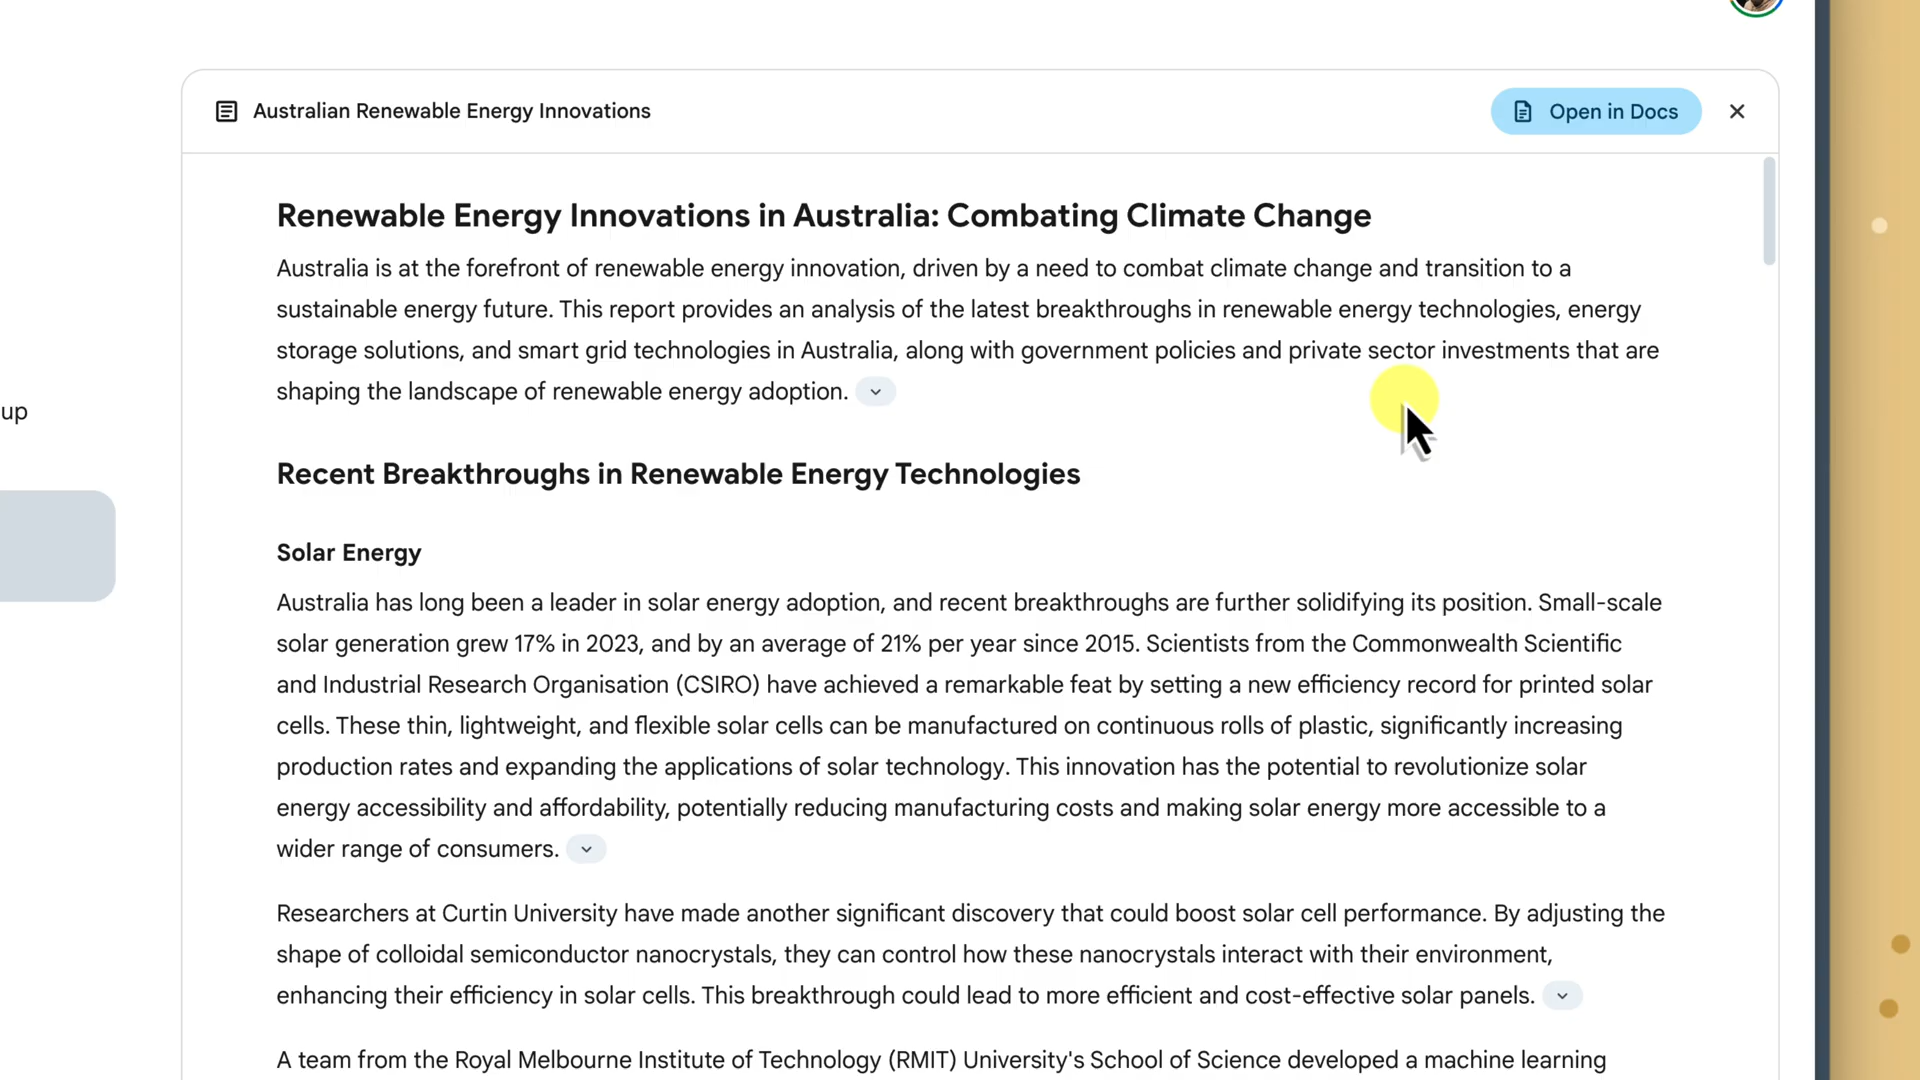 Australian Renewable Energy Innovations
Open in Docs
Renewable Energy Innovations in Australia: Combating Climate Change
Australia is at the forefront of renewable energy innovation, driven by a need to combat climate change and transition to a
sustainable energy future. This report provides an analysis of the latest breakthroughs in renewable energy technologies, energy
storage solutions, and smart grid technologies in Australia, along with government policies and private sector investments that are
shaping the landscape of renewable energy adoption.
up
Recent Breakthroughs in Renewable Energy Technologies
Solar Energy
Australia has long been a leader in solar energy adoption, and recent breakthroughs are further solidifying its position. Small-scale
solar generation grew 17% in 2023, and by an average of 21% per year since 2015. Scientists from the Commonwealth Scientific
and Industrial Research Organisation (CSIRO) have achieved a remarkable feat by setting a new efficiency record for printed solar
cells. These thin, lightweight, and flexible solar cells can be manufactured on continuous rolls of plastic, significantly increasing
production rates and expanding the applications of solar technology. This innovation has the potential to revolutionize solar
energy accessibility and affordability, potentially reducing manufacturing costs and making solar energy more accessible to a
wider range of consumers.
Researchers at Curtin University have made another significant discovery that could boost solar cell performance. By adjusting the
shape of colloidal semiconductor nanocrystals, they can control how these nanocrystals interact with their environment,
enhancing their efficiency in solar cells. This breakthrough could lead to more efficient and cost-effective solar panels.
A team from the Royal Melbourne Institute of Technology (RMIT) University's School of Science developed a machine learning